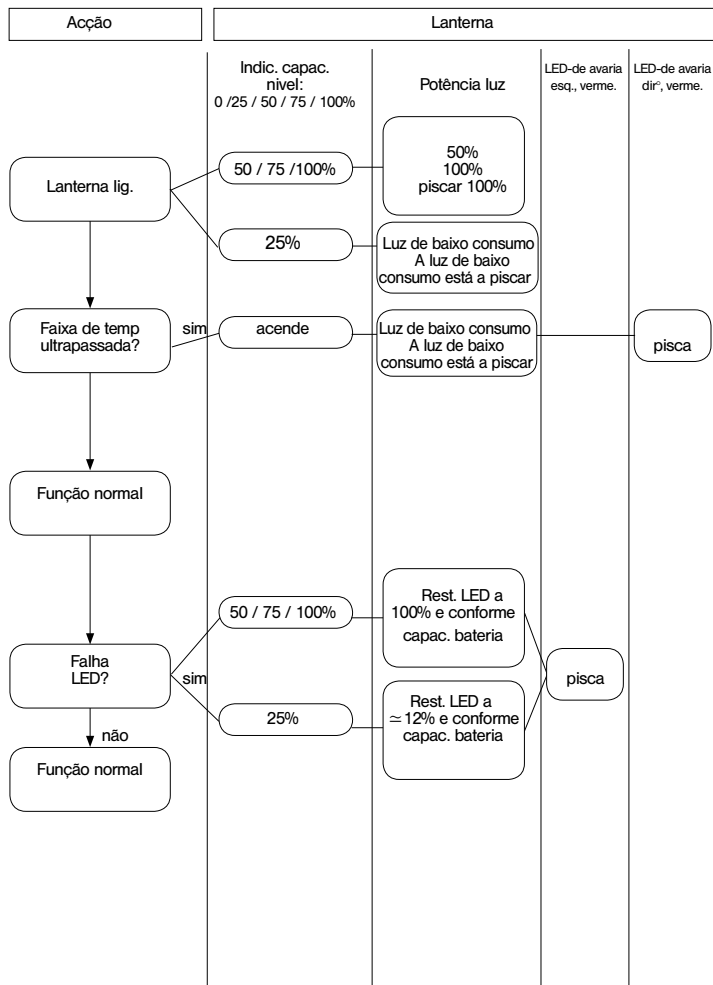 Acção
Lanterna
Indic. capac.
nivel:
0 /25 / 50 / 75 / 100%
Potência luz
LED-de avaria
esq., verme.
LED-de avaria
dirº, verme.
Lanterna lig.
50 / 75 /100%
50%
100%
piscar 100%
25%
Luz de baixo consumo
A luz de baixo
consumo está a piscar
Faixa de temp
ultrapassada?
sim
acende
Luz de baixo consumo
A luz de baixo
consumo está a piscar
pisca
Função normal
50 / 75 / 100%
Rest. LED a
100% e conforme
capac. bateria
Falha
LED?
sim
pisca
25%
Rest. LED a
≃12% e conforme
capac. bateria
não
Função normal